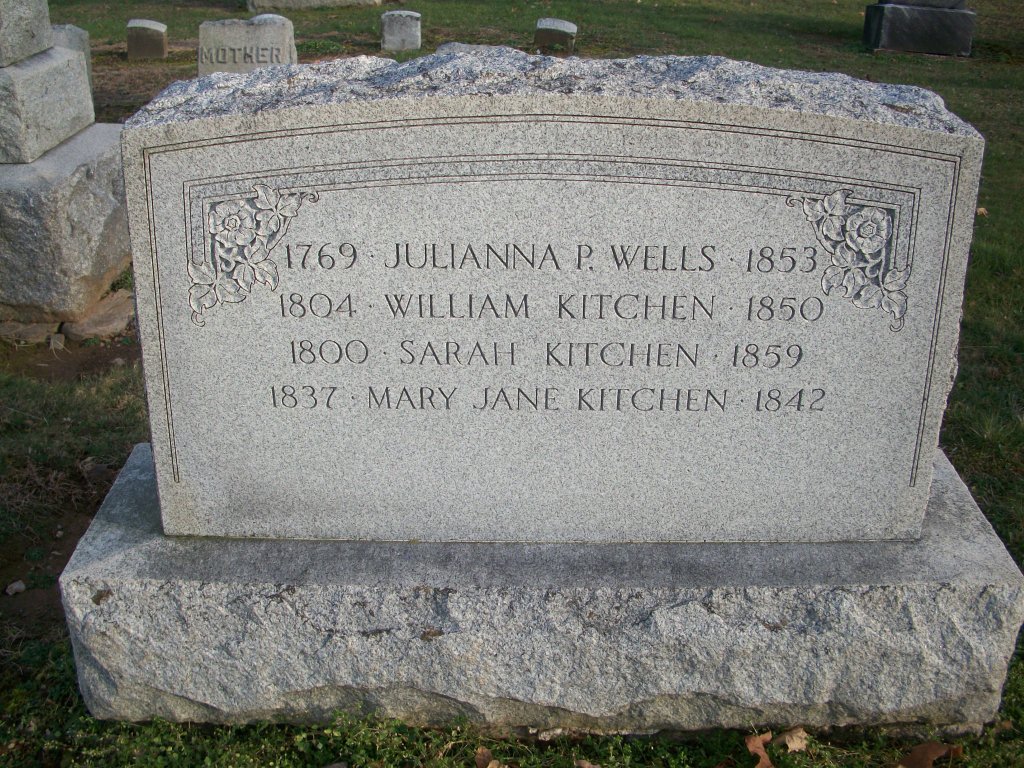 MOTHER
1769 · JULIANNA P. WELLS · 1853
1804 · WILLIAM KITCHEN · 1850
1800 · SARAH KITCHEN · 1859
1837 · MARY JANE KITCHEN · 1842